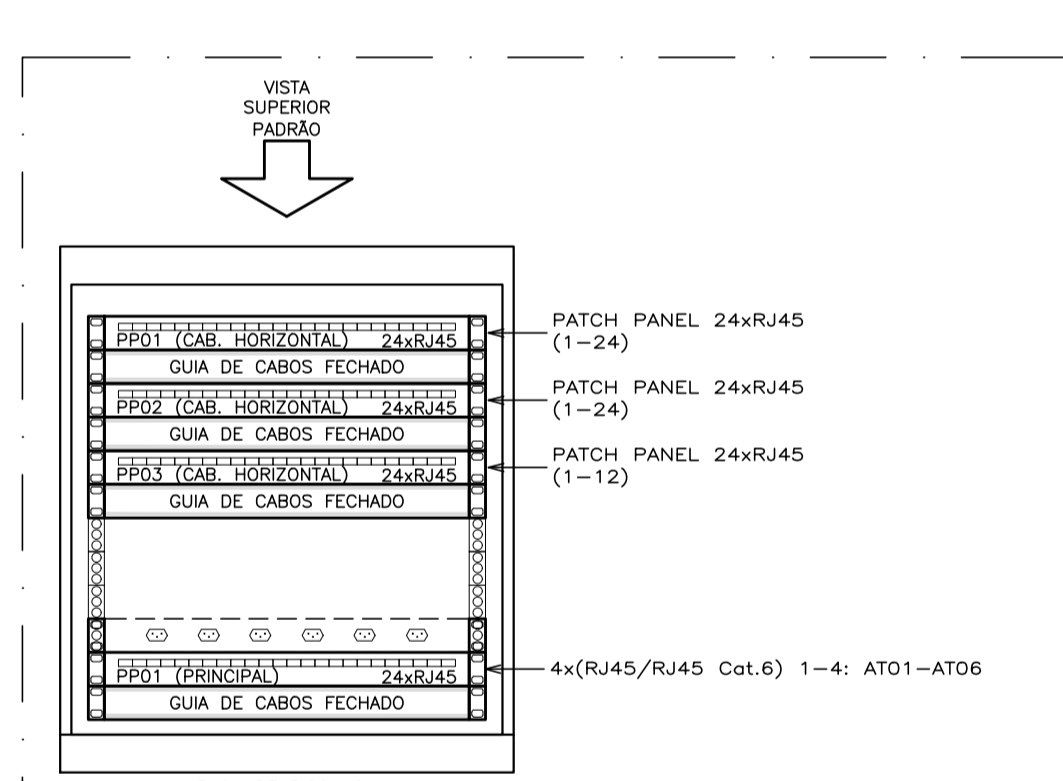 VISTA
SUPERIOR
PADRÃO
PP01 (CAB. HORIZONTAL) 24xRJ45
PATCH PANEL 24xRJ45
(1-24)
GUIA DE CABOS FECHADO
PP02 (CAB. HORIZONTAL) 24xRJ45
PATCH PANEL 24xRJ45
(1-24)
GUIA DE CABOS FECHADO
PP03 (CAB. HORIZONTAL) 24xRJ45
PATCH PANEL 24xRJ45
(1-12)
GUIA DE CABOS FECHADO
PP01 (PRINCIPAL) 24xRJ45
4x(RJ45/RJ45 Cat.6) 1-4: AT01-AT06
GUIA DE CABOS FECHADO